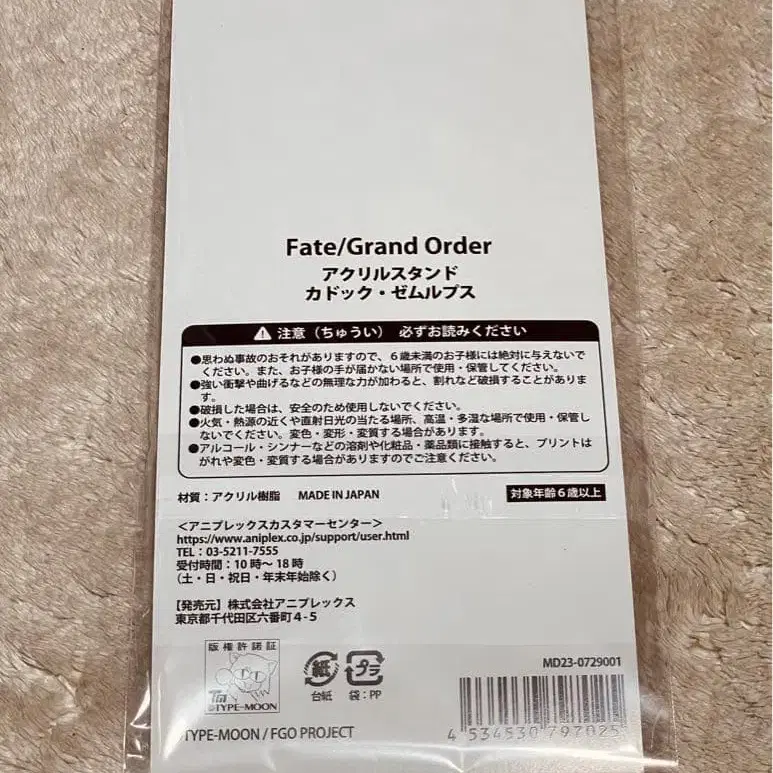 Fate/Grand Order
アクリルスタンド
カドック・ゼムルプス
注意（ちゅうい） 必ずお読みください
●思わぬ事故のおそれがありますので、６歳未満のお子様には絶対に与えないで
ください。また、お子様の手が届かない場所で使用・保管してください。
●強い衝撃や曲げるなどの無理な力が加わると、割れなど破損することがありま
す。
●破損した場合は、安全のため使用しないでください。
●火気・熱源の近くや直射日光の当たる場所、高温・多湿な場所で使用・保管し
ないでください。変色・変形・変質する場合があります。
●アルコール・シンナーなどの溶剤や化粧品・薬品類に接触すると、プリントは
がれや変色・変質する場合がありますのでご注意ください。
材質：アクリル樹脂 MADE IN JAPAN
対象年齢６歳以上
＜アニプレックスカスタマーセンター＞
https://www.aniplex.co.jp/support/user.html
TEL：03-5211-7555
受付時間：10時〜18時
（土・日・祝日・年末年始除く）
【発売元】株式会社アニプレックス
東京都千代田区六番町４-５
版権許諾証
TM
©TYPE-MOON
紙
台紙
プラ
袋：PP
MD23-0729001
4 534530 797025
TYPE-MOON / FGO PROJECT